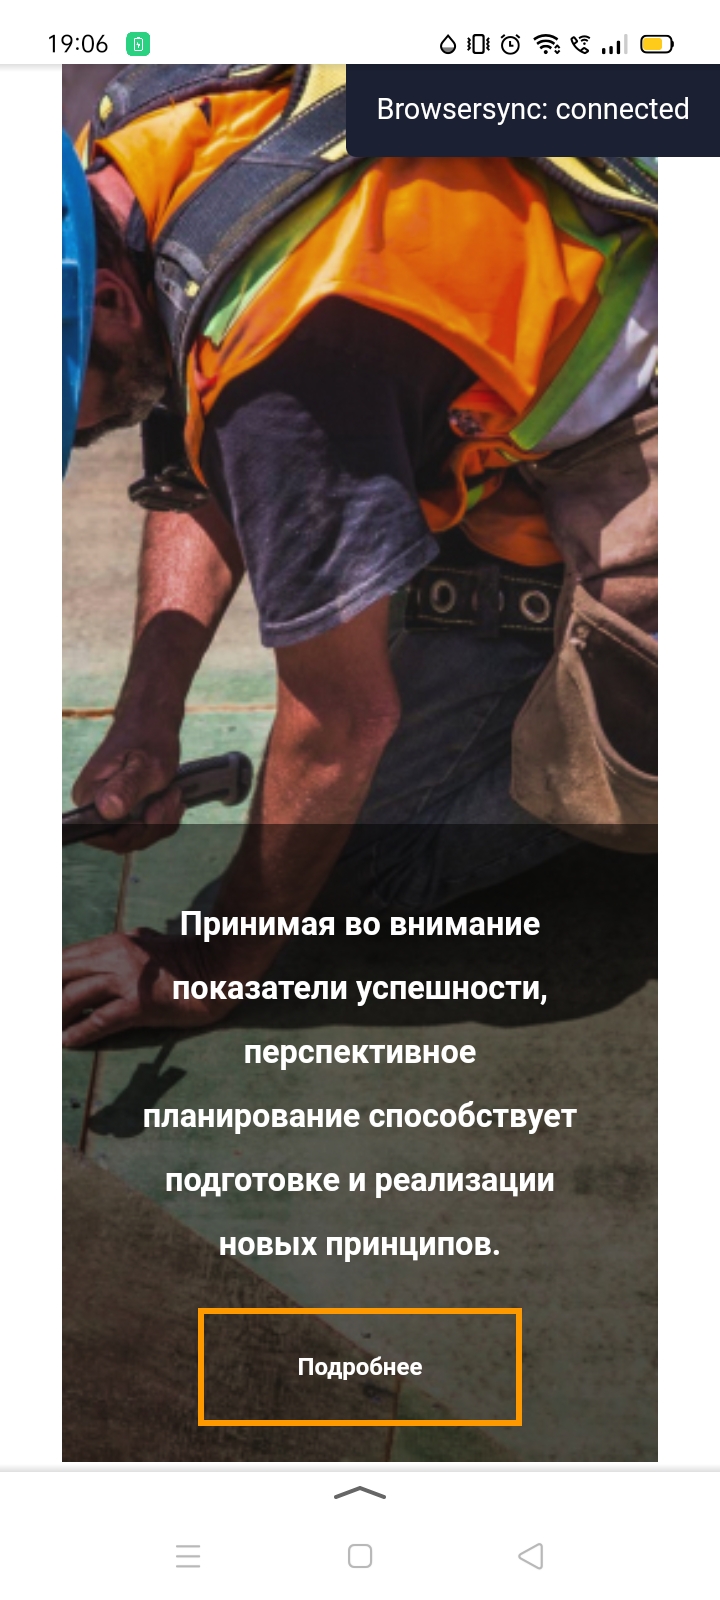 19:06
Browsersync: connected
Принимая во внимание
показатели успешности,
перспективное
планирование способствует
подготовке и реализации
новых принципов.
Подробнее